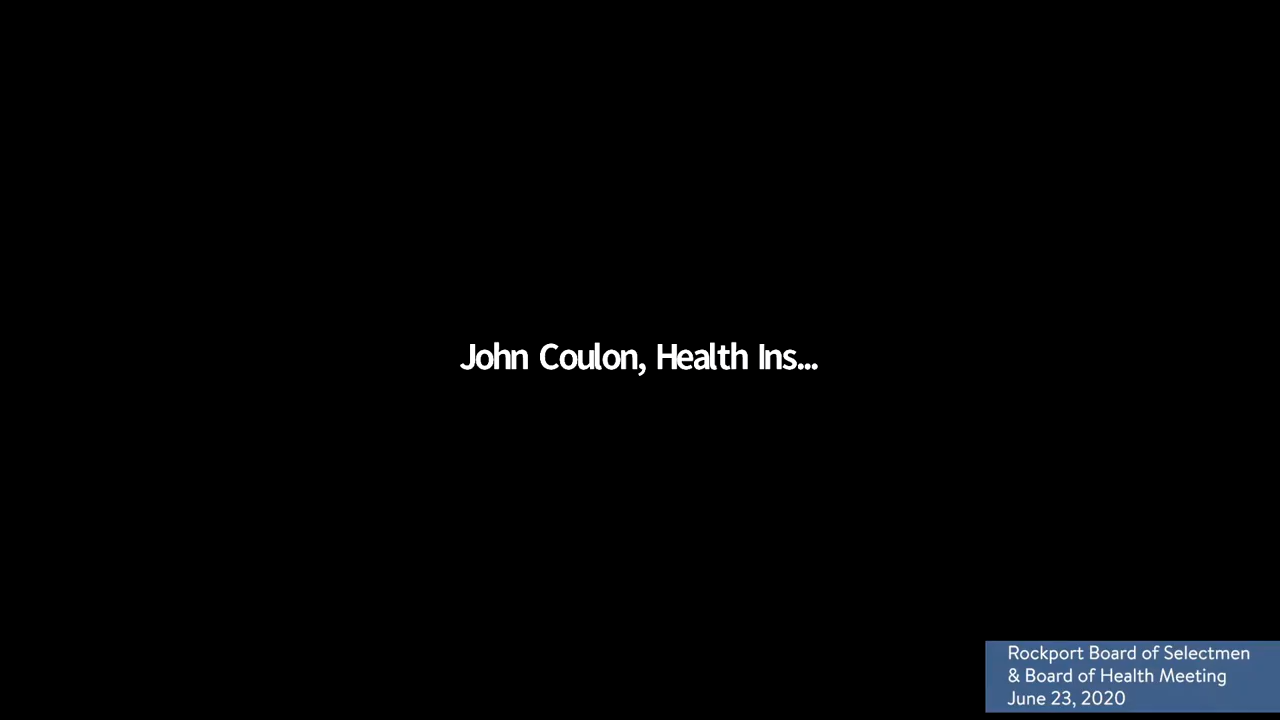 John Coulon, Health Ins...
Rockport Board of Selectmen
& Board of Health Meeting
June 23, 2020